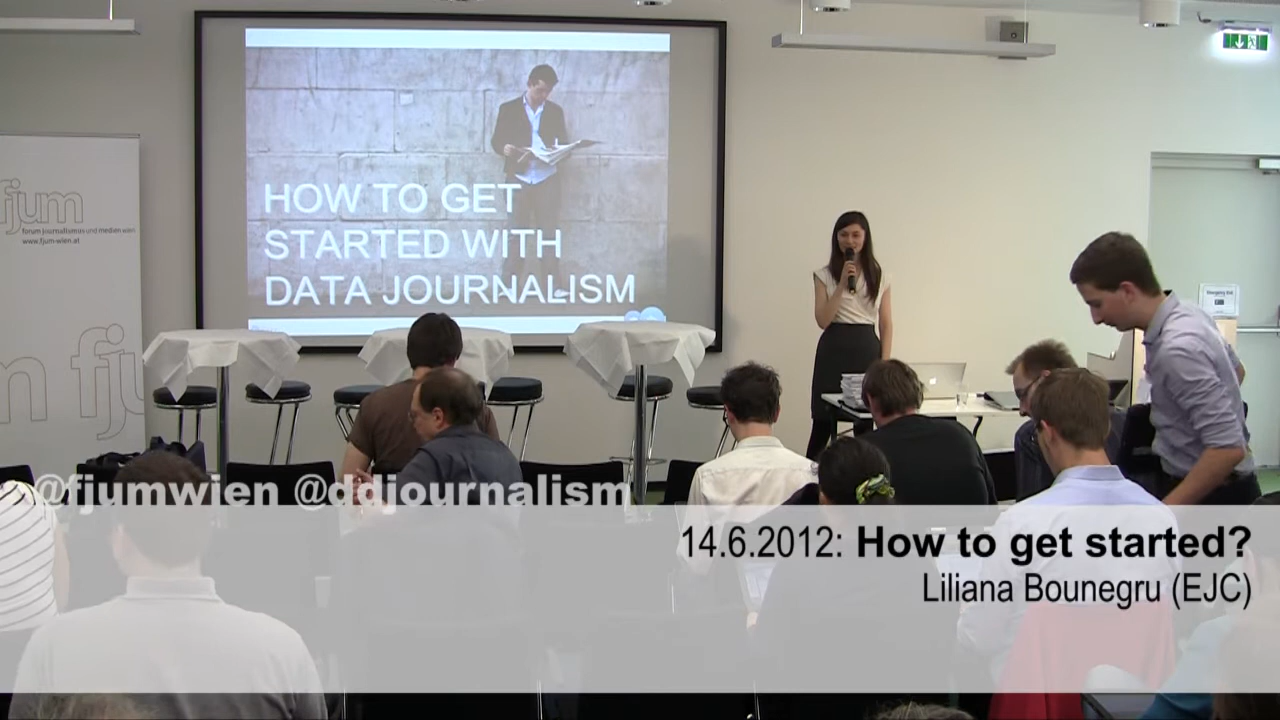 HOW TO GET
STARTED WITH
DATA JOURNALISM
fjum
forum journalismus und medien wien
www.fjum-wien.at
@fjumwien @ddjournalism
14.6.2012: How to get started?
Liliana Bounegru (EJC)